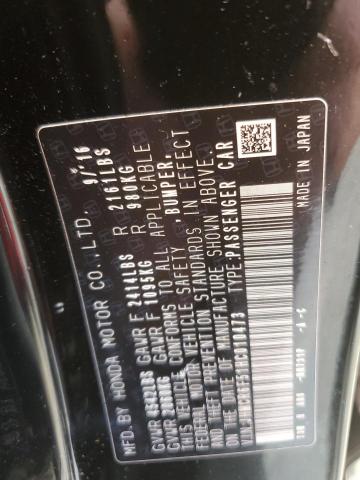 MFD.BY HONDA MOTOR CO.,LTD. 9/'16
GVWR 4542LBS GAWR F 2414LBS R 2161LBS
GVWR 2060KG GAWR F 1095KG R 980KG
THIS VEHICLE CONFORMS TO ALL APPLICABLE
FEDERAL MOTOR VEHICLE SAFETY, BUMPER,
AND THEFT PREVENTION STANDARDS IN EFFECT
ON THE DATE OF MANUFACTURE SHOWN ABOVE.
V.I.N. TYPE:PASSENGER CAR
MADE IN JAPAN